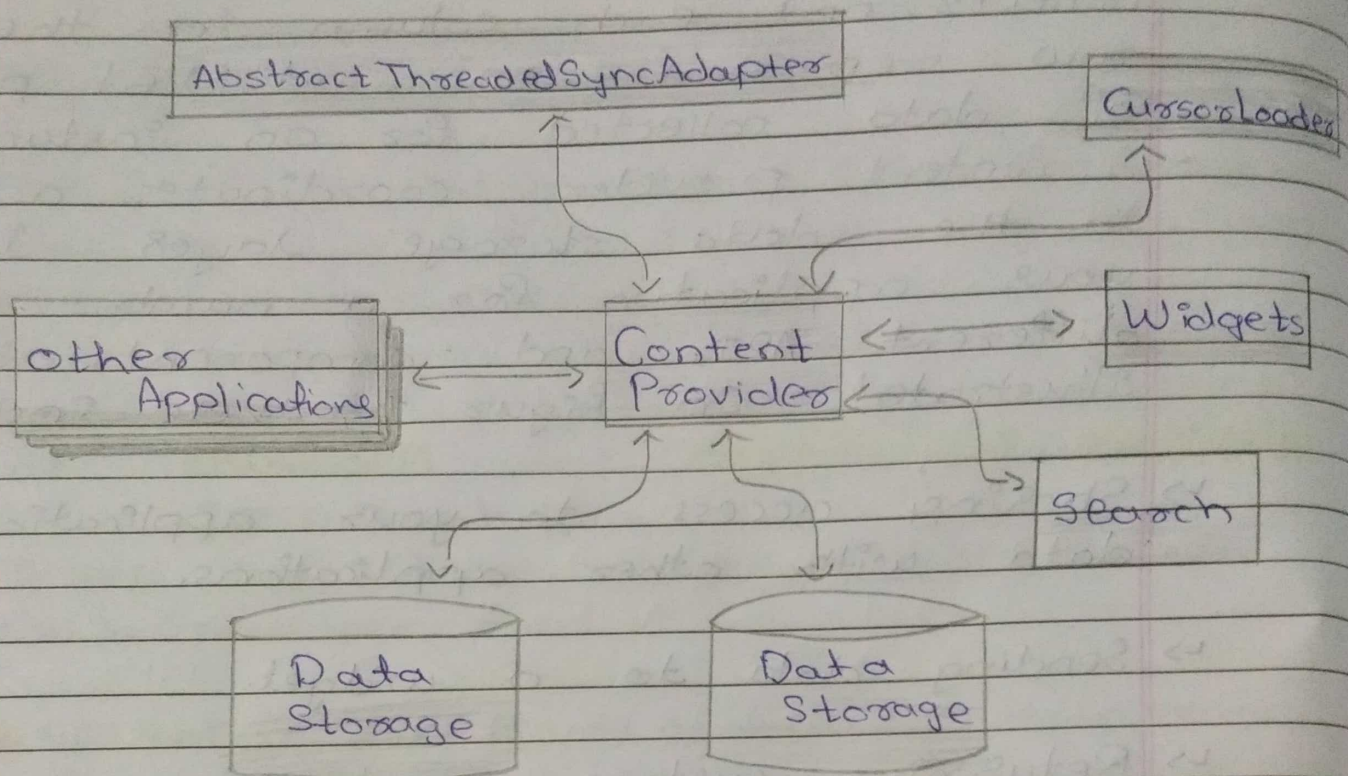 AbstractThreadedSyncAdapter
CursorLoader
Other
Applications
Content
Provider
Widgets
Search
Data
Storage
Data
Storage